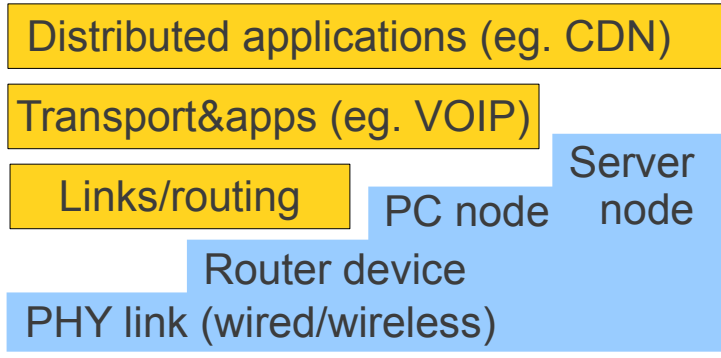 Distributed applications (eg. CDN)
Transport&apps (eg. VOIP)
Links/routing
Server
node
PC node
Router device
PHY link (wired/wireless)